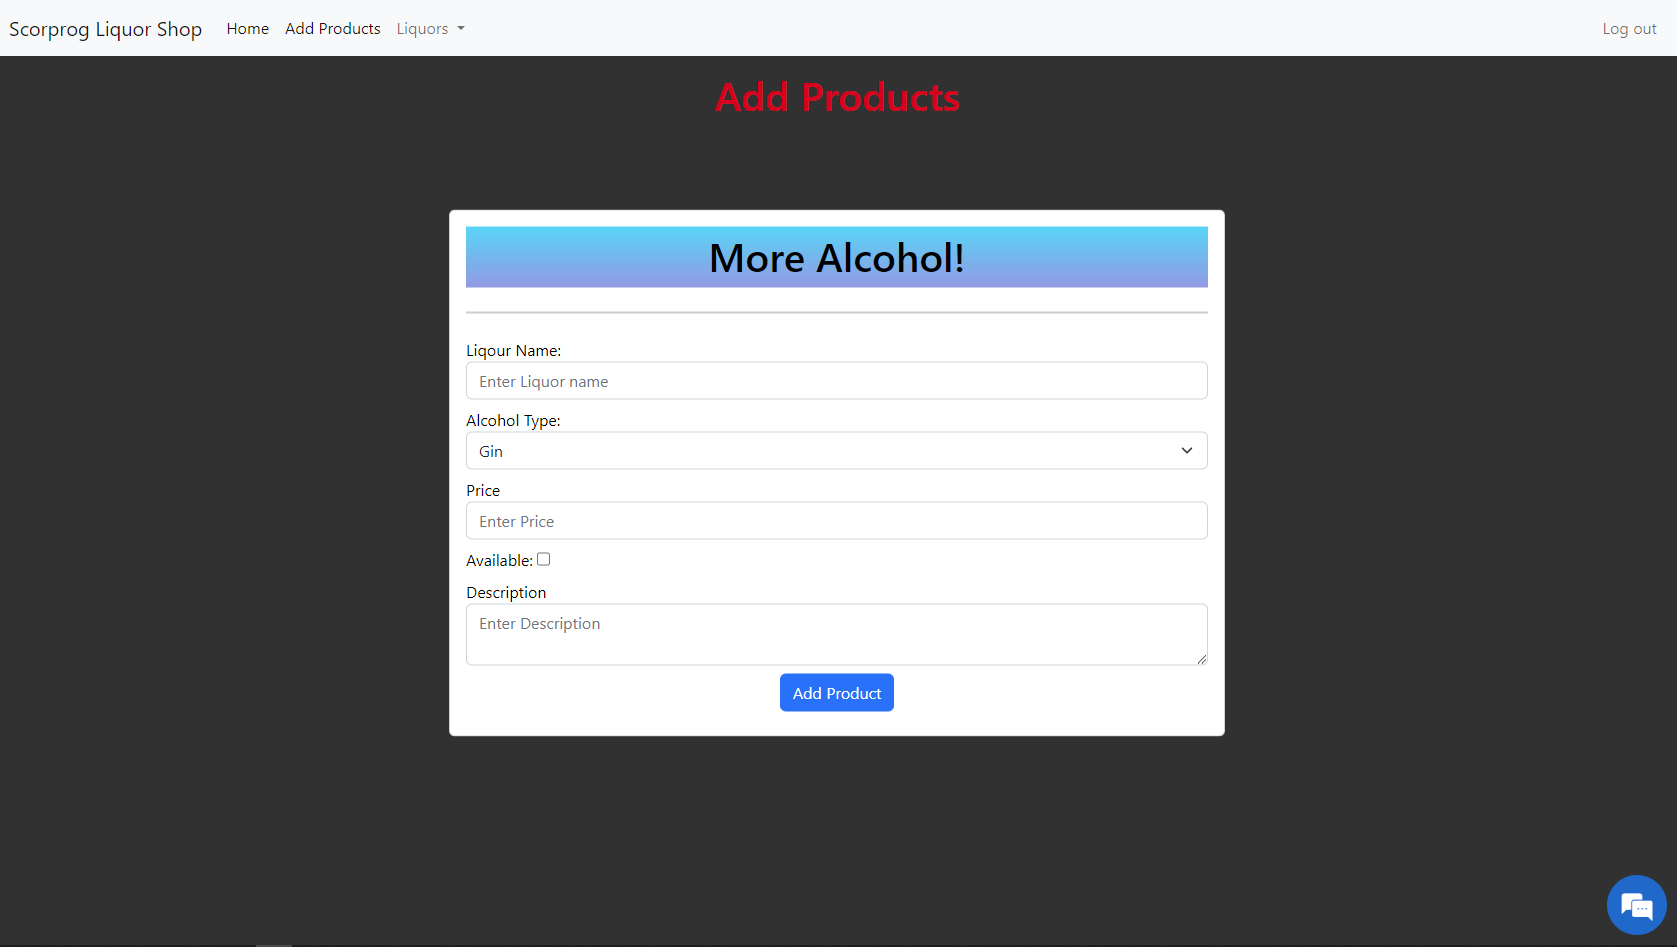 Scorprog Liquor Shop Home Add Products Liquors Log out
Add Products
More Alcohol!
Liqour Name:
Enter Liquor name
Alcohol Type:
Gin
Price
Enter Price
Available:
Description
Enter Description
Add Product